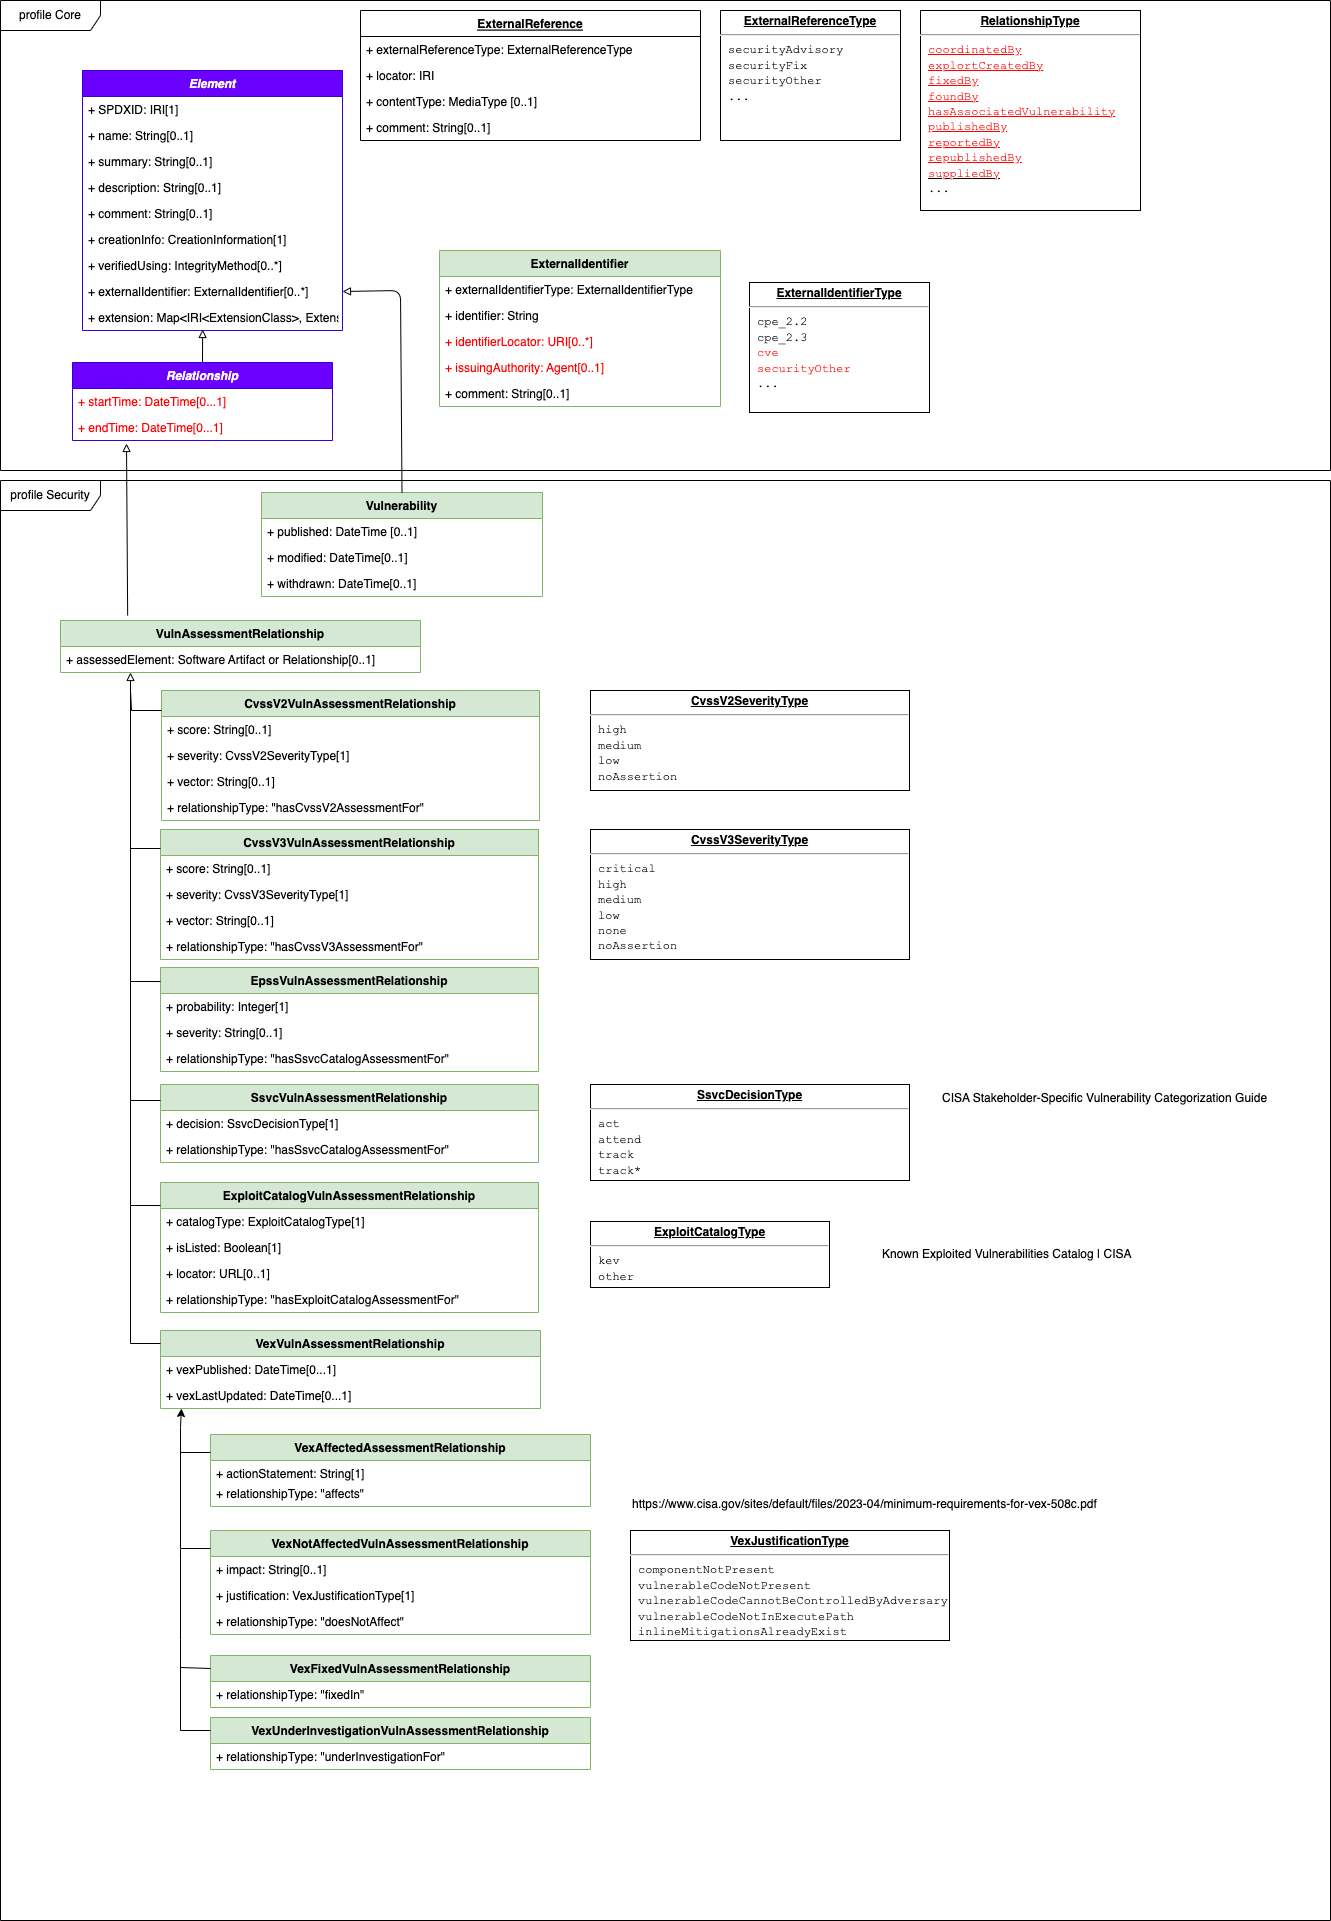 profile Core
ExternalReference
+ externalReferenceType: ExternalReferenceType
+ locator: IRI
+ contentType: MediaType [0..1]
+ comment: String[0..1]
ExternalReferenceType
securityAdvisory
securityFix
securityOther
...
RelationshipType
coordinatedBy
explortCreatedBy
fixedBy
foundBy
hasAssociatedVulnerability
publishedBy
reportedBy
republishedBy
suppliedBy
...
Element
+ SPDXID: IRI[1]
+ name: String[0..1]
+ summary: String[0..1]
+ description: String[0..1]
+ comment: String[0..1]
+ creationInfo: CreationInformation[1]
+ verifiedUsing: IntegrityMethod[0..*]
+ externalIdentifier: ExternalIdentifier[0..*]
+ extension: Map<IRI<ExtensionClass>, Extens
ExternalIdentifier
+ externalIdentifierType: ExternalIdentifierType
+ identifier: String
+ identifierLocator: URI[0..*]
+ issuingAuthority: Agent[0..1]
+ comment: String[0..1]
ExternalIdentifierType
cpe_2.2
cpe_2.3
cve
securityOther
...
Relationship
+ startTime: DateTime[0...1]
+ endTime: DateTime[0...1]
profile Security
Vulnerability
+ published: DateTime [0..1]
+ modified: DateTime[0..1]
+ withdrawn: DateTime[0..1]
VulnAssessmentRelationship
+ assessedElement: Software Artifact or Relationship[0..1]
CvssV2VulnAssessmentRelationship
+ score: String[0..1]
+ severity: CvssV2SeverityType[1]
+ vector: String[0..1]
+ relationshipType: "hasCvssV2AssessmentFor"
CvssV2SeverityType
high
medium
low
noAssertion
CvssV3VulnAssessmentRelationship
+ score: String[0..1]
+ severity: CvssV3SeverityType[1]
+ vector: String[0..1]
+ relationshipType: "hasCvssV3AssessmentFor"
CvssV3SeverityType
critical
high
medium
low
none
noAssertion
EpssVulnAssessmentRelationship
+ probability: Integer[1]
+ severity: String[0..1]
+ relationshipType: "hasSsvcCatalogAssessmentFor"
SsvcVulnAssessmentRelationship
+ decision: SsvcDecisionType[1]
+ relationshipType: "hasSsvcCatalogAssessmentFor"
SsvcDecisionType
act
attend
track
track*
CISA Stakeholder-Specific Vulnerability Categorization Guide
ExploitCatalogVulnAssessmentRelationship
+ catalogType: ExploitCatalogType[1]
+ isListed: Boolean[1]
+ locator: URL[0..1]
+ relationshipType: "hasExploitCatalogAssessmentFor"
ExploitCatalogType
kev
other
Known Exploited Vulnerabilities Catalog | CISA
VexVulnAssessmentRelationship
+ vexPublished: DateTime[0...1]
+ vexLastUpdated: DateTime[0...1]
VexAffectedAssessmentRelationship
+ actionStatement: String[1]
+ relationshipType: "affects"
https://www.cisa.gov/sites/default/files/2023-04/minimum-requirements-for-vex-508c.pdf
VexNotAffectedVulnAssessmentRelationship
+ impact: String[0..1]
+ justification: VexJustificationType[1]
+ relationshipType: "doesNotAffect"
VexJustificationType
componentNotPresent
vulnerableCodeNotPresent
vulnerableCodeCannotBeControlledByAdversary
vulnerableCodeNotInExecutePath
inlineMitigationsAlreadyExist
VexFixedVulnAssessmentRelationship
+ relationshipType: "fixedIn"
VexUnderInvestigationVulnAssessmentRelationship
+ relationshipType: "underInvestigationFor"